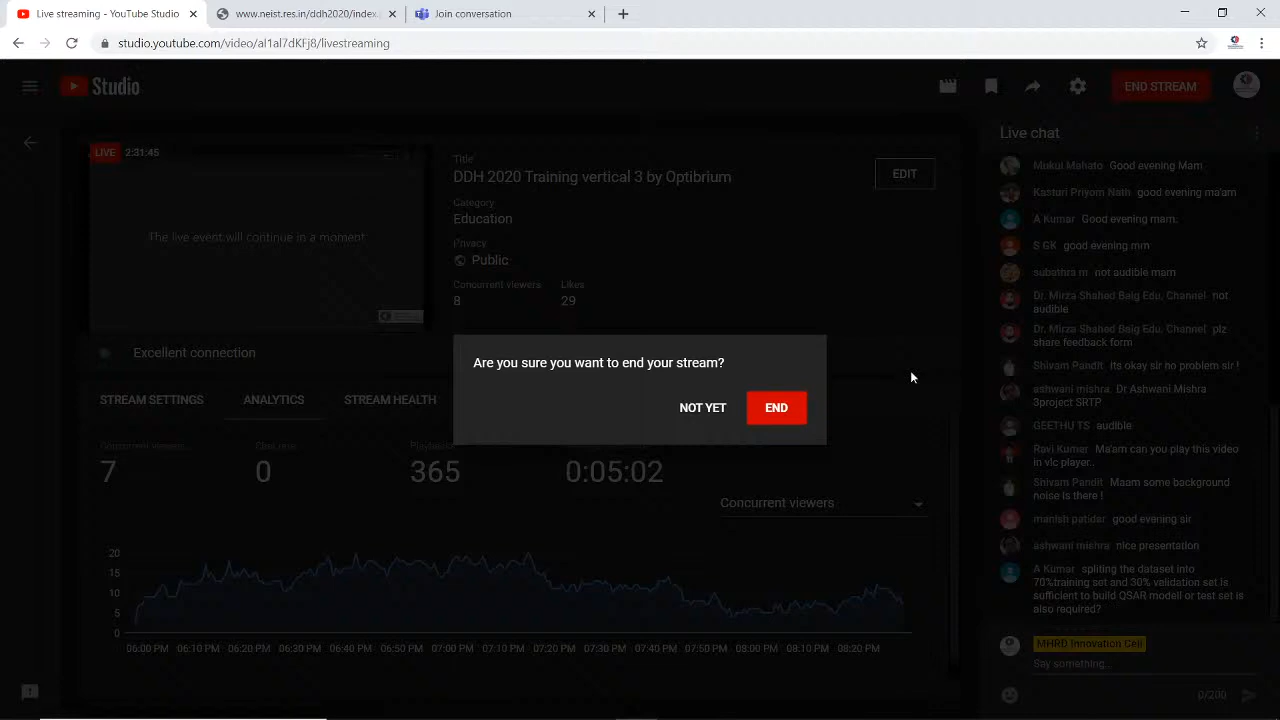 Live streaming - YouTube Studio
www.neist.res.in/ddh2020/index.
Join conversation
studio.youtube.com/video/al1al7dKFj8/livestreaming
Studio
END STREAM
LIVE 2:31:45
The live event will continue in a moment
Excellent connection
Title
DDH 2020 Training vertical 3 by Optibrium
EDIT
Category
Education
Privacy
Public
Concurrent viewers Likes
8 29
Are you sure you want to end your stream?
NOT YET END
STREAM SETTINGS ANALYTICS STREAM HEALTH
Concurrent viewers Chat rate
7 0 365 0:05:02
Concurrent viewers
20
15
10
5
0
06:00 PM 06:10 PM 06:20 PM 06:30 PM 06:40 PM 06:50 PM 07:00 PM 07:10 PM 07:20 PM 07:30 PM 07:40 PM 07:50 PM 08:00 PM 08:10 PM 08:20 PM
Live chat
Mukul Mahato Good evening Mam
Kasturi Priyom Nath good evening ma'am
A Kumar Good evening mam.
S GK good evening mm
subathra m not audible mam
Dr. Mirza Shahed Baig Edu. Channel not
audible
Dr. Mirza Shahed Baig Edu. Channel plz
share feedback form
Shivam Pandit Its okay sir no problem sir !
ashwani mishra Dr Ashwani Mishra
3project SRTP
GEETHU TS audible
Ravi Kumar Ma'am can you play this video
in vlc player..
Shivam Pandit Maam some background
noise is there !
manish patidar good evening sir
ashwani mishra nice presentation
A Kumar spliting the dataset into
70%training set and 30% validation set is
sufficient to build QSAR modell or test set is
also required?
MHRD Innovation Cell
Say something...
0/200